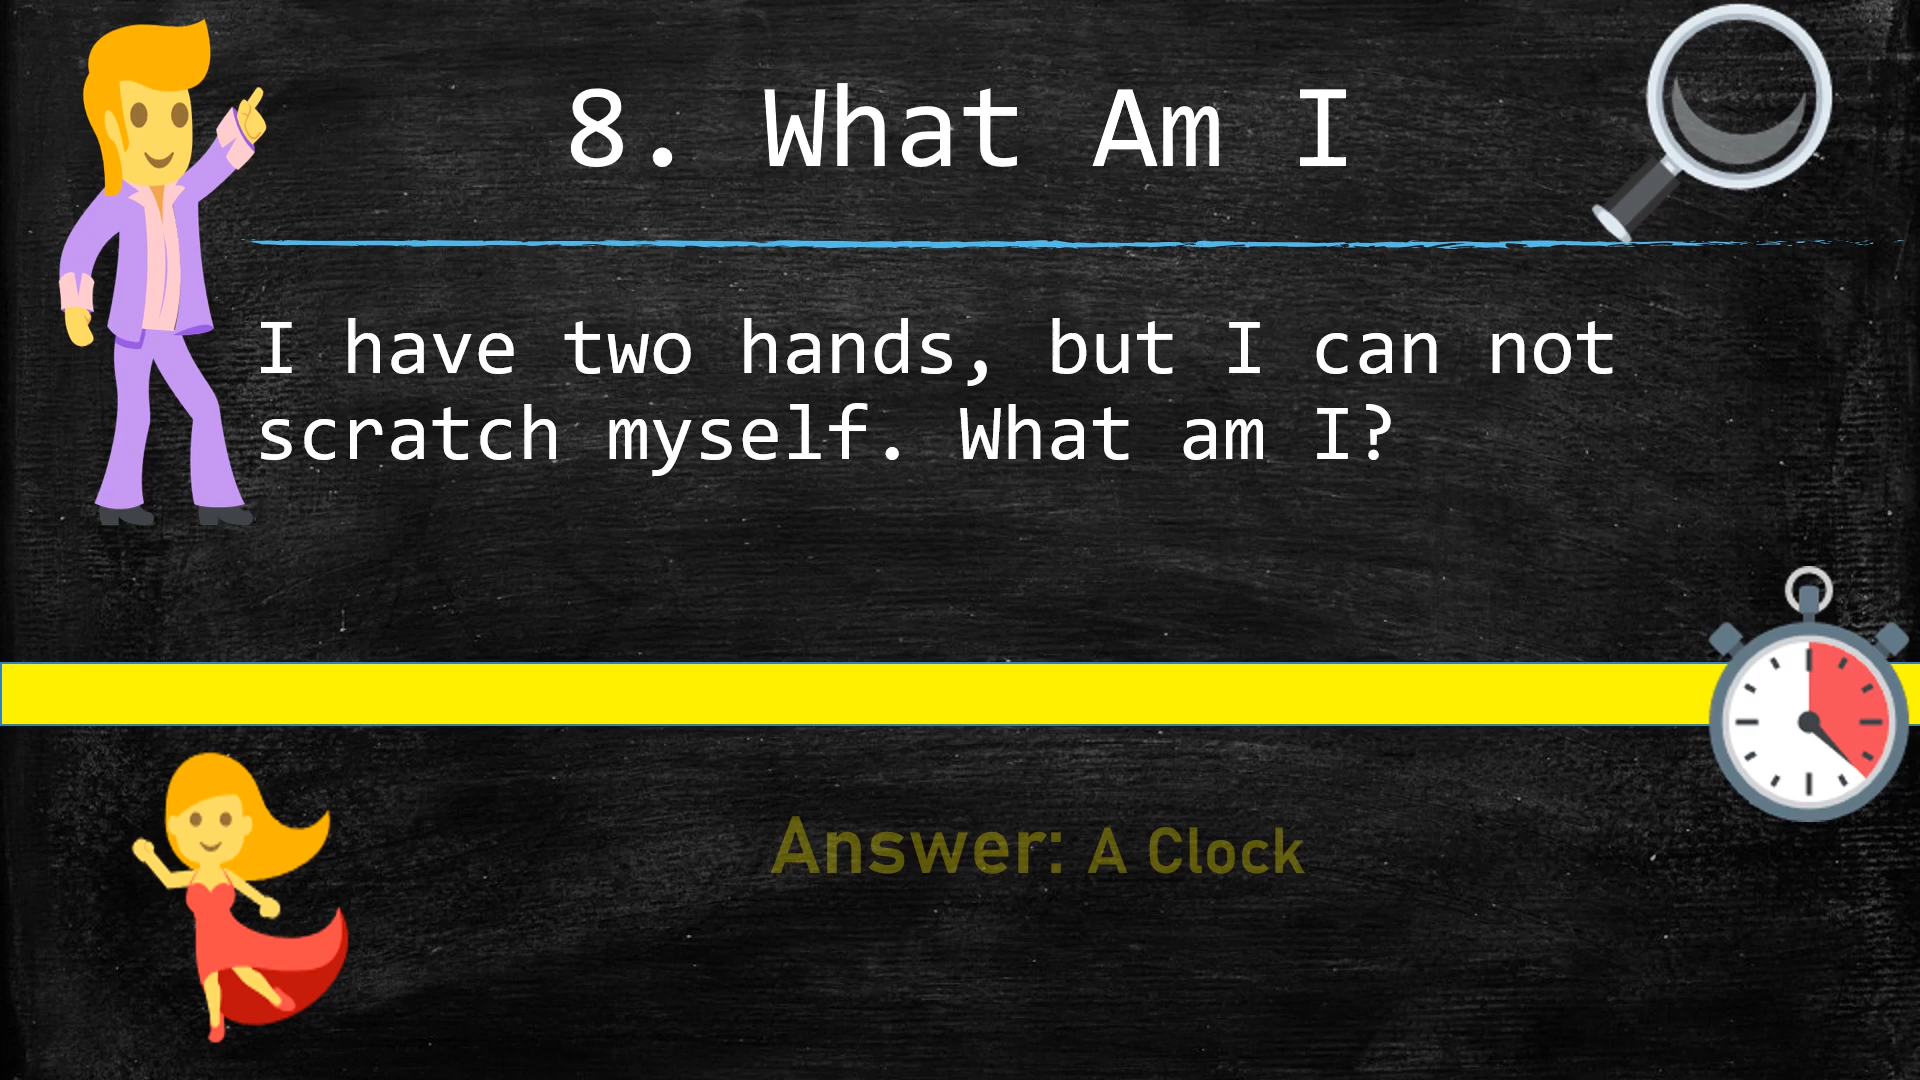 8. What Am I
I have two hands, but I can not
scratch myself. What am I?
Answer: A Clock